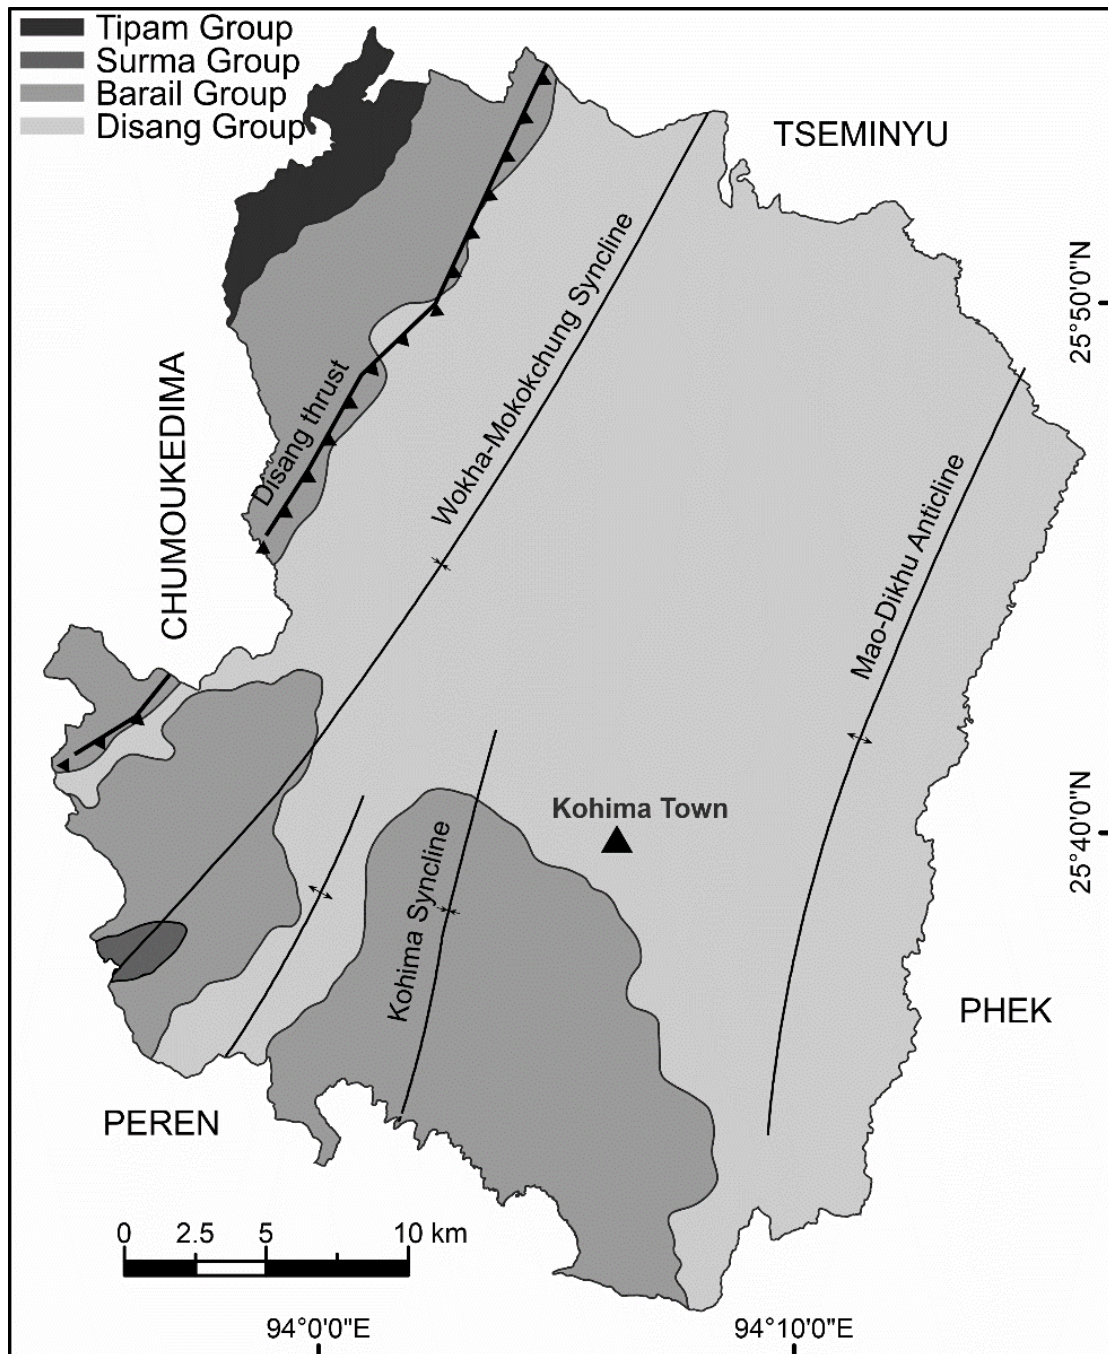 Tipam Group
Surma Group
Barail Group
Disang Group
TSEMINYU
25°50'0"N
Wokha-Mokokchung Syncline
CHUMOUKEDIMA
Disang thrust
Mao-Dikhu Anticline
Kohima Town
25°40'0"N
Kohima Syncline
PHEK
PEREN
0 2.5 5 10 km
94°0'0"E 94°10'0"E